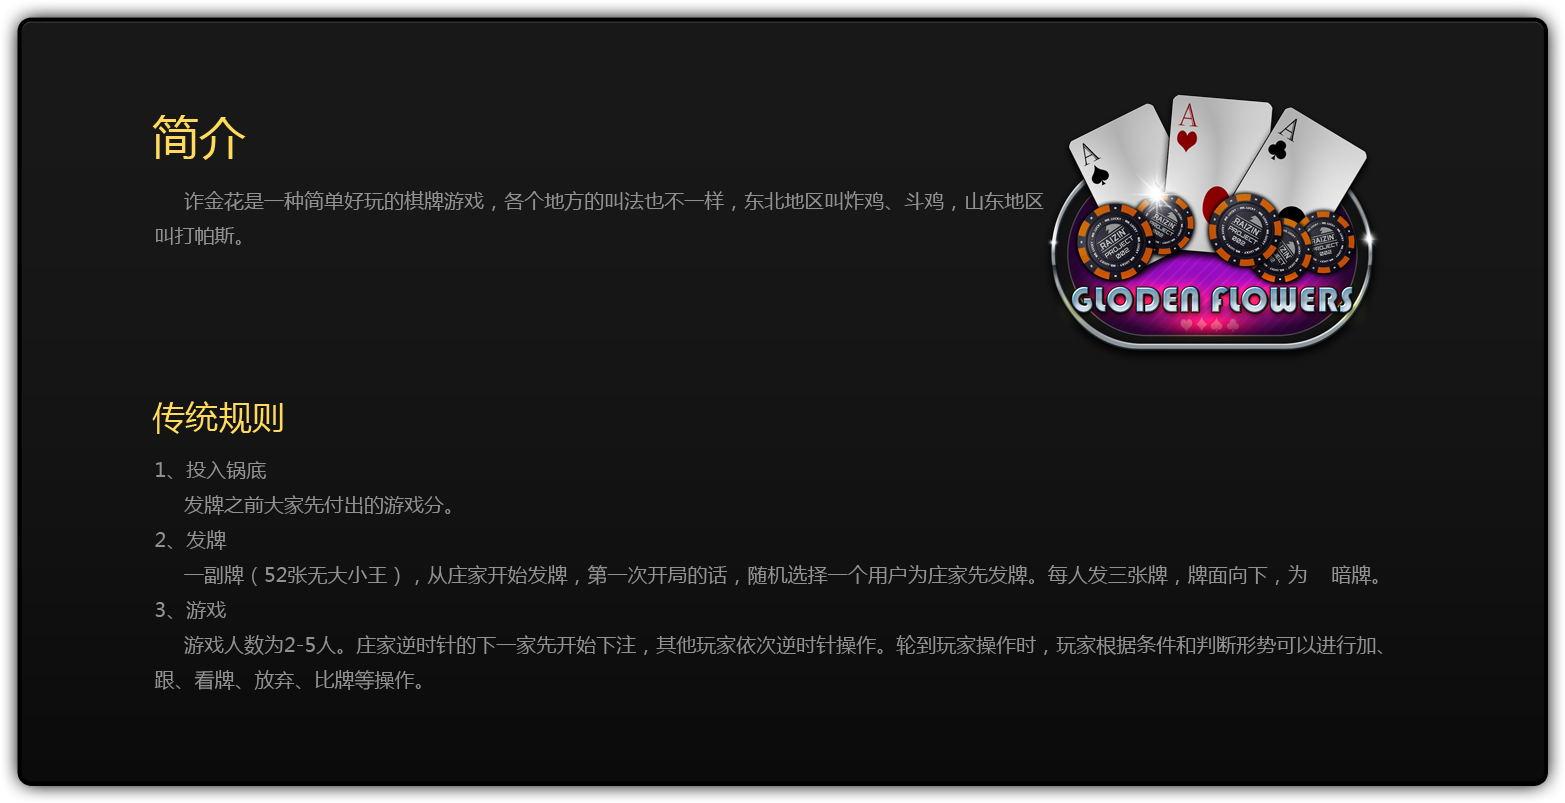 简介
诈金花是一种简单好玩的棋牌游戏，各个地方的叫法也不一样，东北地区叫炸鸡、斗鸡，山东地区
叫打帕斯。
A
A
A
RAIZIN
PROJECT
002
RAIZIN
PROJECT
002
RAIZIN
PROJECT
002
RAIZIN
PROJECT
002
GLODEN FLOWERS
传统规则
1、投入锅底
发牌之前大家先付出的游戏分。
2、发牌
一副牌（52张无大小王），从庄家开始发牌，第一次开局的话，随机选择一个用户为庄家先发牌。每人发三张牌，牌面向下，为 暗牌。
3、游戏
游戏人数为2-5人。庄家逆时针的下一家先开始下注，其他玩家依次逆时针操作。轮到玩家操作时，玩家根据条件和判断形势可以进行加、
跟、看牌、放弃、比牌等操作。